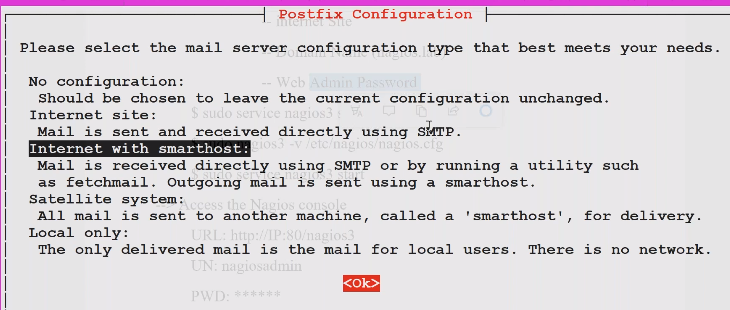 Postfix Configuration
-- Internet Site
Please select the mail server configuration type that best meets your needs.
-- Domain Name (nagios.lab)
No configuration:
-- Web Admin Password
Should be chosen to leave the current configuration unchanged.
$ sudo service nagios3 s
Internet site:
Mail is sent and received directly using SMTP.
-v /etc/nagios/nagios.cfg
Internet with smarthost:
Mail is received directly using SMTP or by running a utility such
$ sudo service nagios3 start
as fetchmail. Outgoing mail is sent using a smarthost.
Satellite system:
Access the Nagios console
All mail is sent to another machine, called a 'smarthost', for delivery.
Local only:
URL: http://IP:80/nagios3
The only delivered mail is the mail for local users. There is no network.
UN: nagiosadmin
<Ok>
PWD: ******